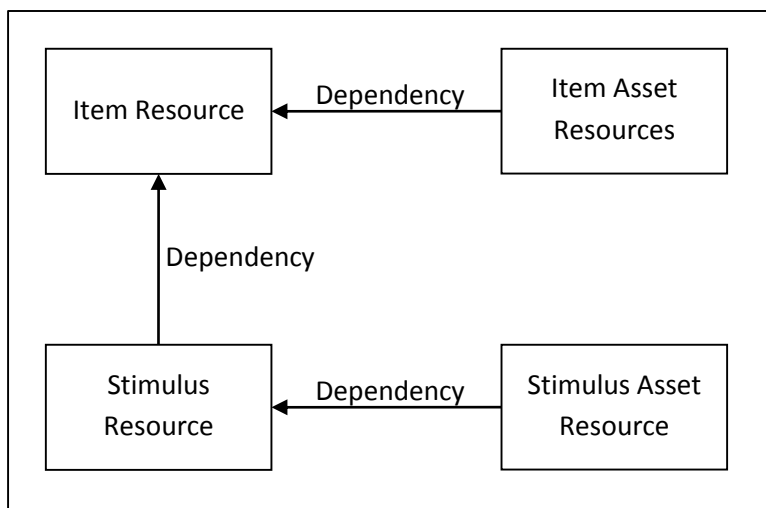 Item Resource
Dependency
Item Asset
Resources
Dependency
Stimulus
Resource
Dependency
Stimulus Asset
Resource